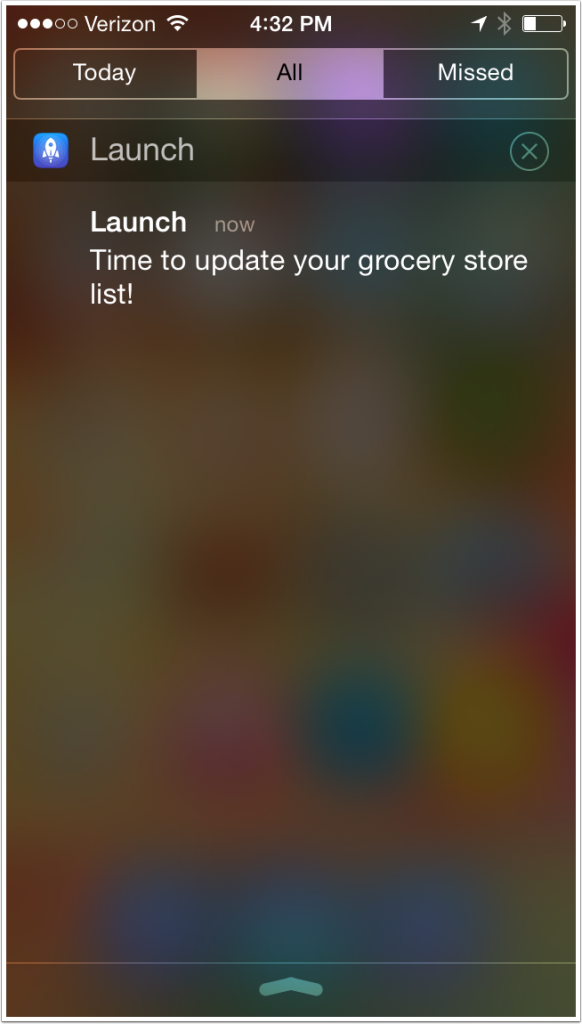 Verizon 4:32 PM
Today All Missed
Launch
Launch now
Time to update your grocery store
list!